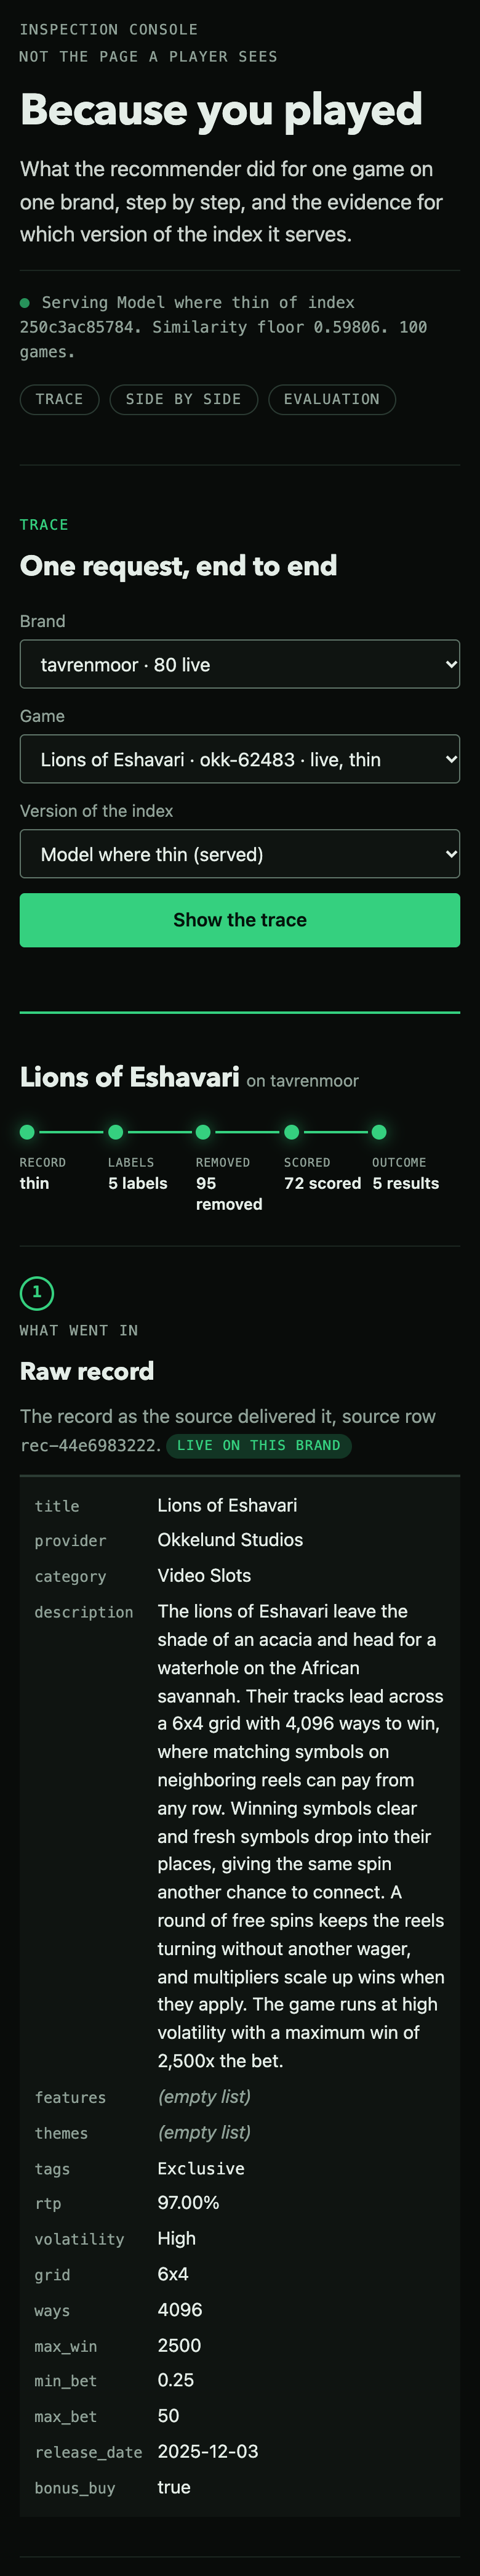 INSPECTION CONSOLE
NOT THE PAGE A PLAYER SEES
Because you played
What the recommender did for one game on
one brand, step by step, and the evidence for
which version of the index it serves.
Serving Model where thin of index
250c3ac85784. Similarity floor 0.59806. 100
games.
TRACE SIDE BY SIDE EVALUATION
TRACE
One request, end to end
Brand
tavrenmoor · 80 live
Game
Lions of Eshavari · okk-62483 · live, thin
Version of the index
Model where thin (served)
Show the trace
Lions of Eshavari on tavrenmoor
RECORD LABELS REMOVED SCORED OUTCOME
thin 5 labels 95 72 scored 5 results
removed
1
WHAT WENT IN
Raw record
The record as the source delivered it, source row
rec-44e6983222. LIVE ON THIS BRAND
title Lions of Eshavari
provider Okkelund Studios
category Video Slots
description The lions of Eshavari leave the
shade of an acacia and head for a
waterhole on the African
savannah. Their tracks lead across
a 6x4 grid with 4,096 ways to win,
where matching symbols on
neighboring reels can pay from
any row. Winning symbols clear
and fresh symbols drop into their
places, giving the same spin
another chance to connect. A
round of free spins keeps the reels
turning without another wager,
and multipliers scale up wins when
they apply. The game runs at high
volatility with a maximum win of
2,500x the bet.
features (empty list)
themes (empty list)
tags Exclusive
rtp 97.00%
volatility High
grid 6x4
ways 4096
max_win 2500
min_bet 0.25
max_bet 50
release_date 2025-12-03
bonus_buy true